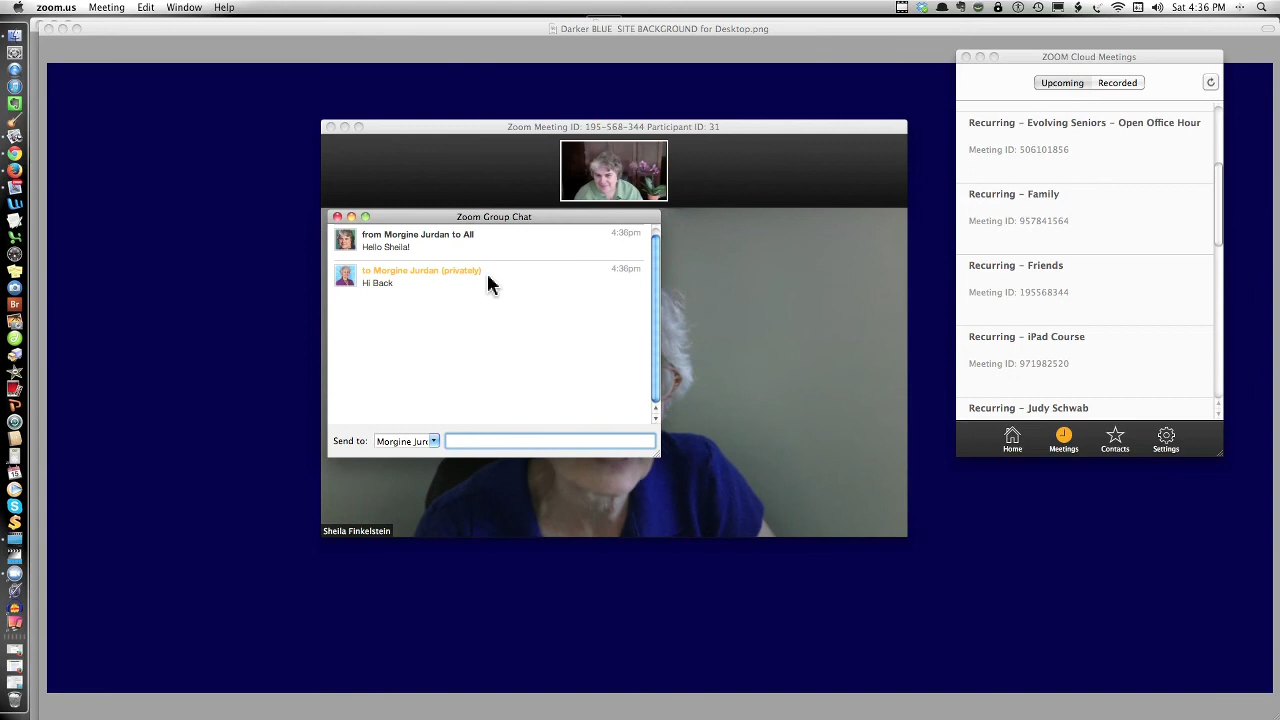 zoom.us Meeting Edit Window Help Sat 4:36 PM
Darker BLUE SITE BACKGROUND for Desktop.png
ZOOM Cloud Meetings
Upcoming Recorded
Recurring – Evolving Seniors – Open Office Hour
Meeting ID: 506101856
Recurring – Family
Meeting ID: 957841564
Recurring – Friends
Meeting ID: 195568344
Recurring – iPad Course
Meeting ID: 971982520
Recurring – Judy Schwab
Home Meetings Contacts Settings
Zoom Meeting ID: 195-568-344 Participant ID: 31
Zoom Group Chat
from Morgine Jurdan to All 4:36pm
Hello Sheila!
to Morgine Jurdan (privately) 4:36pm
Hi Back
Send to: Morgine Jurd
Sheila Finkelstein